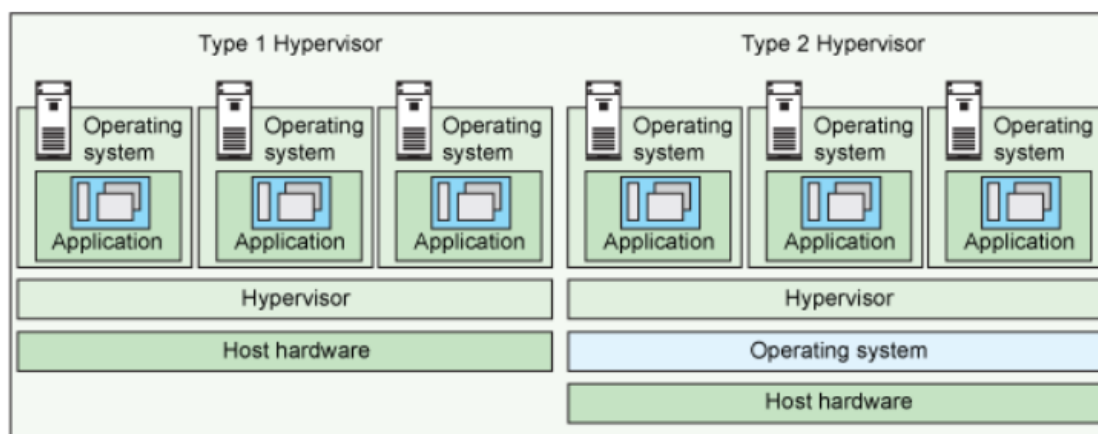 Type 1 Hypervisor
Operating
system
Application
Operating
system
Application
Operating
system
Application
Hypervisor
Host hardware
Type 2 Hypervisor
Operating
system
Application
Operating
system
Application
Operating
system
Application
Hypervisor
Operating system
Host hardware